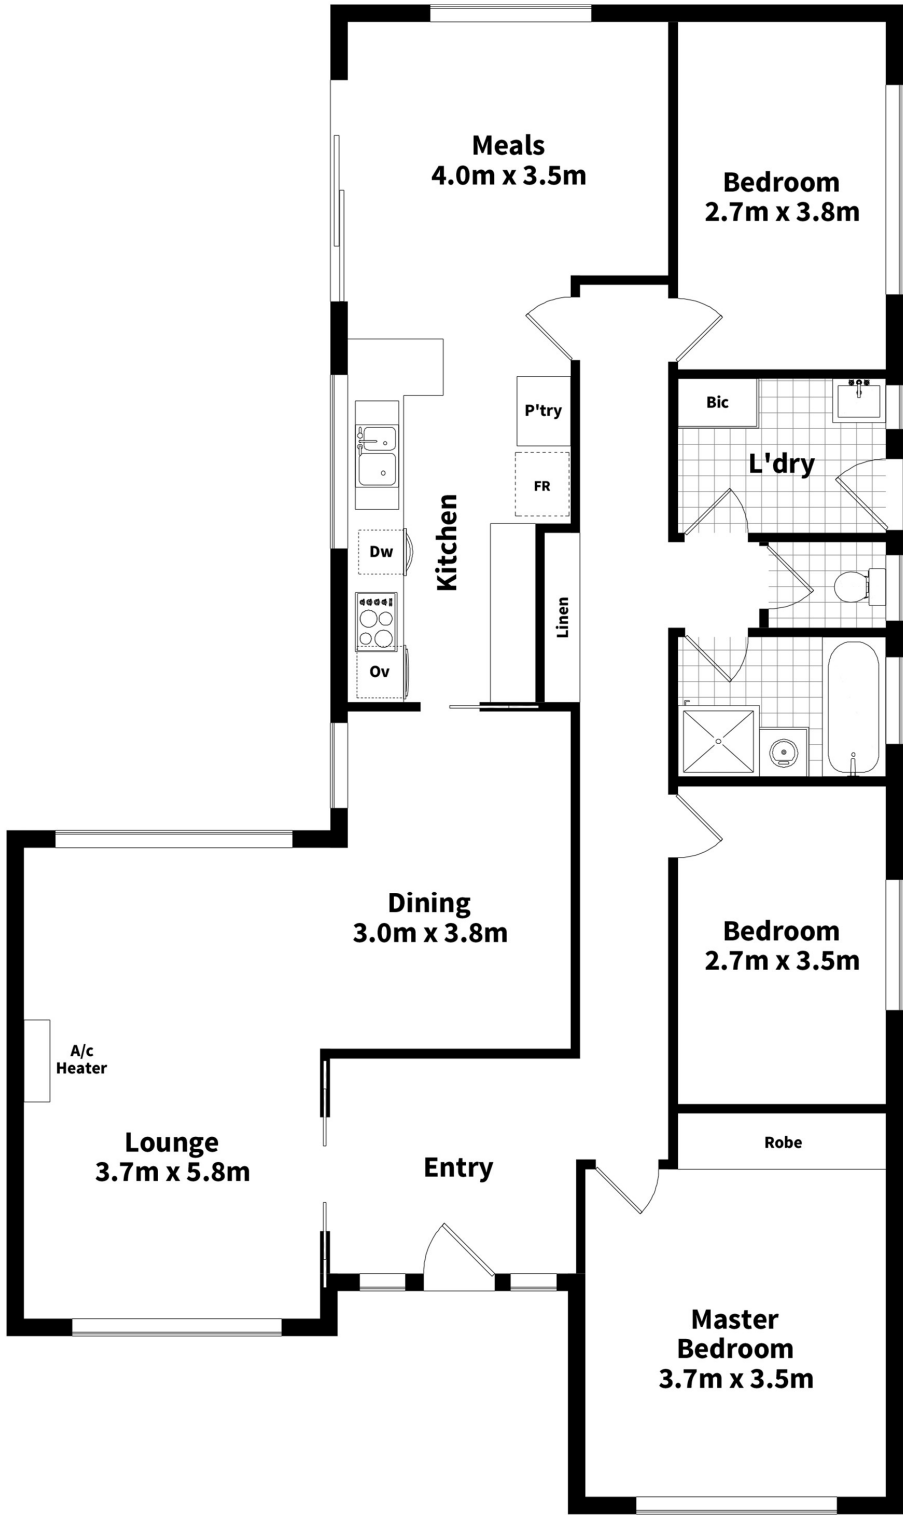 Meals
4.0m x 3.5m
Bedroom
2.7m x 3.8m
P'try
Bic
L'dry
FR
Kitchen
Dw
Linen
Ov
Dining
3.0m x 3.8m
Bedroom
2.7m x 3.5m
A/c
Heater
Lounge
3.7m x 5.8m
Entry
Robe
Master
Bedroom
3.7m x 3.5m